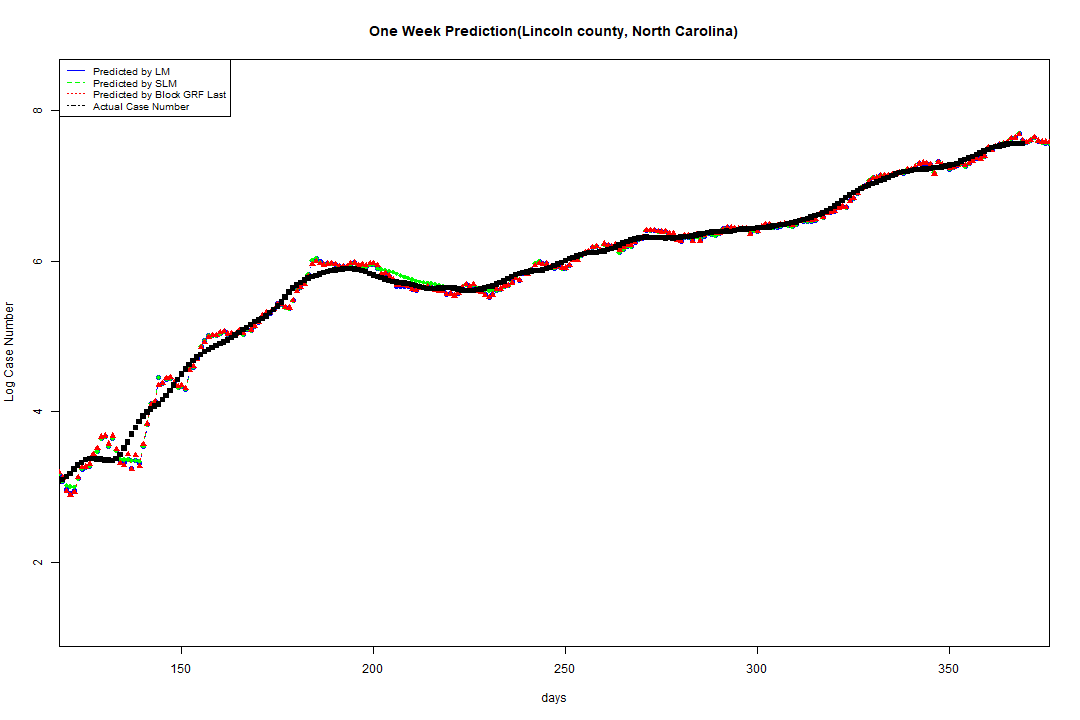 One Week Prediction(Lincoln county, North Carolina)
Predicted by LM
Predicted by SLM
Predicted by Block GRF Last
Actual Case Number
8
6
4
2
Log Case Number
150 200 250 300 350
days